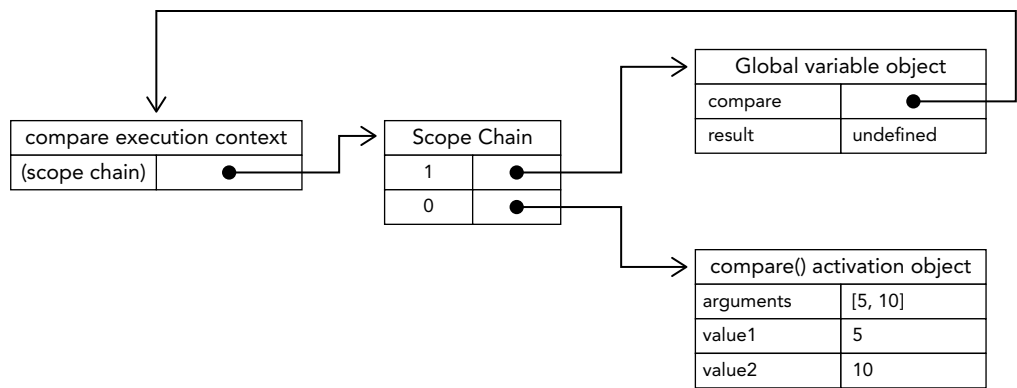 Global variable object
compare
result undefined
compare execution context
(scope chain)
Scope Chain
1
0
compare() activation object
arguments [5, 10]
value1 5
value2 10